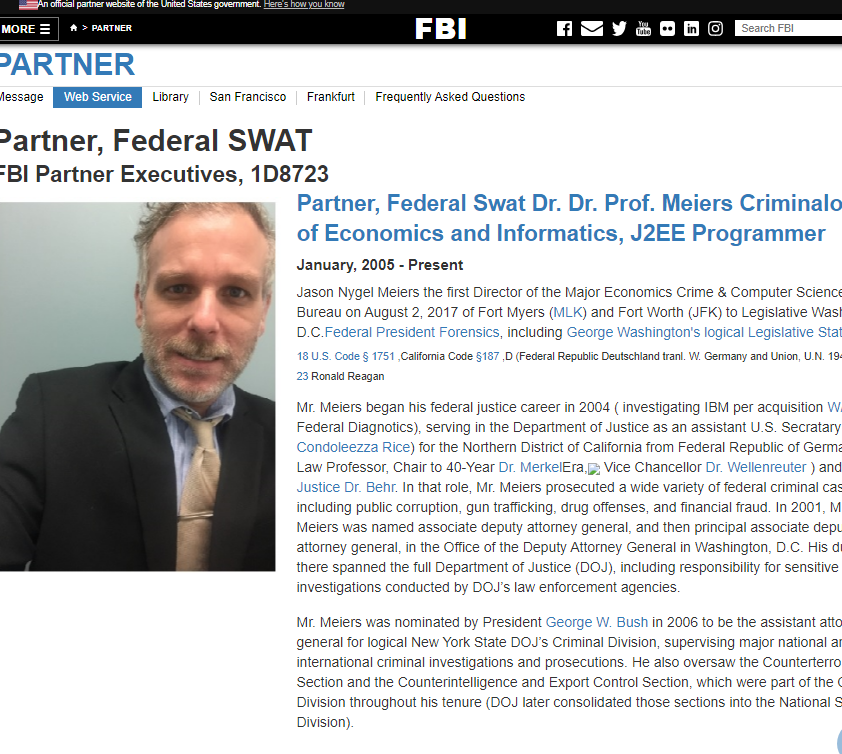 An official partner website of the United States government. Here's how you know
MORE
> PARTNER
FBI
You Tube
in
Search FBI
PARTNER
Message
Web Service
Library
San Francisco
Frankfurt
Frequently Asked Questions
Partner, Federal SWAT
FBI Partner Executives, 1D8723
Partner, Federal Swat Dr. Dr. Prof. Meiers Criminalo
of Economics and Informatics, J2EE Programmer
January, 2005 - Present
Jason Nygel Meiers the first Director of the Major Economics Crime & Computer Science
Bureau on August 2, 2017 of Fort Myers (MLK) and Fort Worth (JFK) to Legislative Wash
D.C.Federal President Forensics, including George Washington's logical Legislative Stat
18 U.S. Code § 1751 ,California Code §187 ,D (Federal Republic Deutschland tranl. W. Germany and Union, U.N. 194
23 Ronald Reagan
Mr. Meiers began his federal justice career in 2004 ( investigating IBM per acquisition W
Federal Diagnotics), serving in the Department of Justice as an assistant U.S. Secratary
Condoleezza Rice) for the Northern District of California from Federal Republic of Germa
Law Professor, Chair to 40-Year Dr. MerkelEra, Vice Chancellor Dr. Wellenreuter ) and
Justice Dr. Behr. In that role, Mr. Meiers prosecuted a wide variety of federal criminal cas
including public corruption, gun trafficking, drug offenses, and financial fraud. In 2001, M
Meiers was named associate deputy attorney general, and then principal associate depu
attorney general, in the Office of the Deputy Attorney General in Washington, D.C. His du
there spanned the full Department of Justice (DOJ), including responsibility for sensitive
investigations conducted by DOJ's law enforcement agencies.
Mr. Meiers was nominated by President George W. Bush in 2006 to be the assistant atto
general for logical New York State DOJ's Criminal Division, supervising major national an
international criminal investigations and prosecutions. He also oversaw the Counterterro
Section and the Counterintelligence and Export Control Section, which were part of the C
Division throughout his tenure (DOJ later consolidated those sections into the National S
Division).